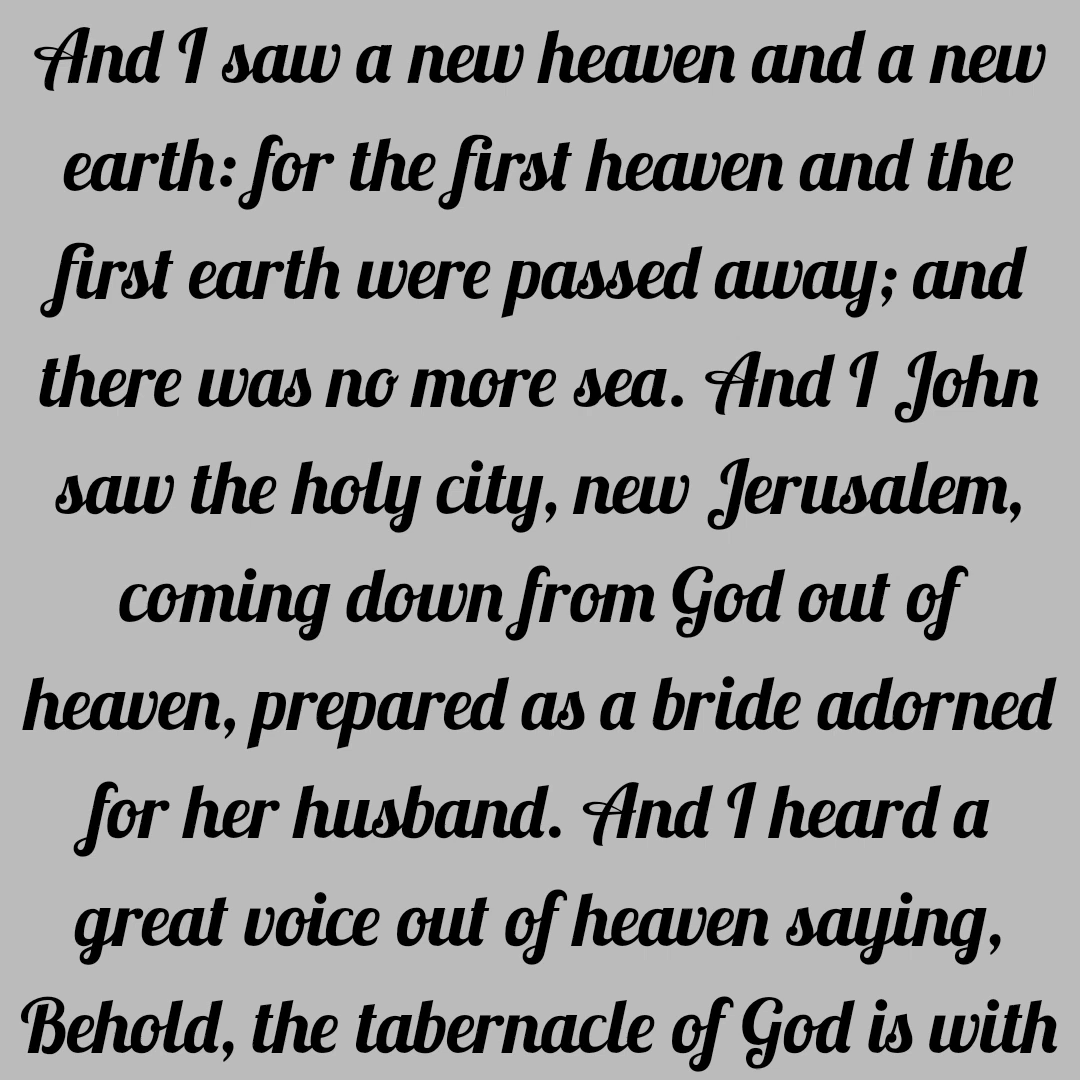 And I saw a new heaven and a new
earth: for the first heaven and the
first earth were passed away; and
there was no more sea. And I John
saw the holy city, new Jerusalem,
coming down from God out of
heaven, prepared as a bride adorned
for her husband. And I heard a
great voice out of heaven saying,
Behold, the tabernacle of God is with